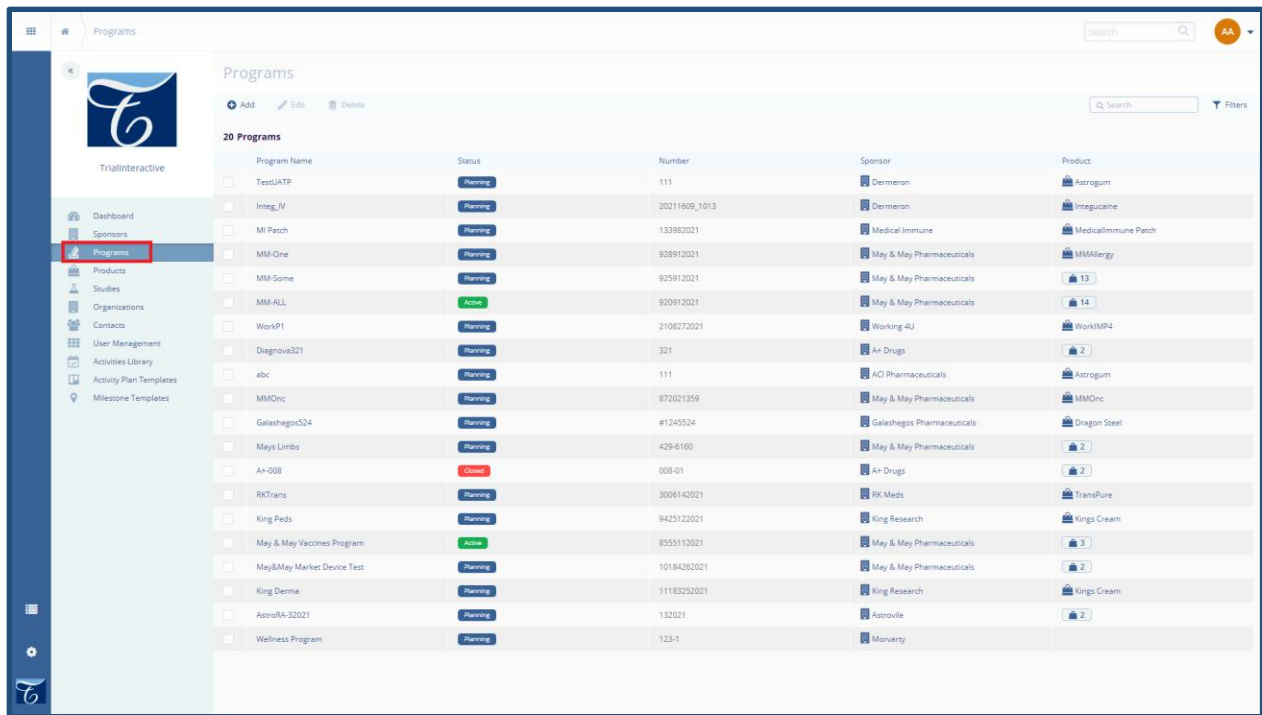 Programs
Search
AA
TrialInteractive
Dashboard
Sponsors
Programs
Products
Studies
Organizations
Contacts
User Management
Activities Library
Activity Plan Templates
Milestone Templates
Programs
Add Edit Delete Search Filters
20 Programs
Program Name Status Number Sponsor Product
TestUATP Planning 111 Dermeron Astrogum
Integ_IV Planning 20211609_1013 Dermeron Integucaine
MI Patch Planning 133982021 Medical Immune MedicalImmune Patch
MM-One Planning 928912021 May & May Pharmaceuticals MMAllergy
MM-Some Planning 925912021 May & May Pharmaceuticals 13
MM-ALL Active 920912021 May & May Pharmaceuticals 14
WorkP1 Planning 2108272021 Working 4U WorkIMP4
Diagnova321 Planning 321 A+ Drugs 2
abc Planning 111 ACI Pharmaceuticals Astrogum
MMOnc Planning 872021359 May & May Pharmaceuticals MMOnc
Galashegos524 Planning #1245524 Galashegos Pharmaceuticals Dragon Steel
Mays Limbs Planning 429-6160 May & May Pharmaceuticals 2
A+-008 Closed 008-01 A+ Drugs 2
RKTrans Planning 3006142021 RK Meds TransPure
King Peds Planning 9425122021 King Research Kings Cream
May & May Vaccines Program Active 8555112021 May & May Pharmaceuticals 3
May&May Market Device Test Planning 10184262021 May & May Pharmaceuticals 2
King Derma Planning 11183252021 King Research Kings Cream
AstroRA-32021 Planning 132021 Astrovile 2
Wellness Program Planning 123-1 Morvarty